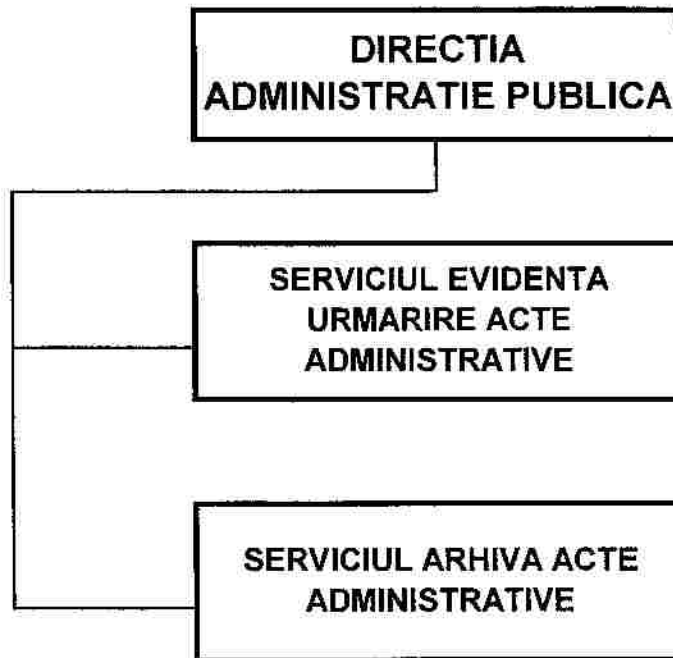 DIRECTIA
ADMINISTRATIE PUBLICA
SERVICIUL EVIDENTA
URMARIRE ACTE
ADMINISTRATIVE
SERVICIUL ARHIVA ACTE
ADMINISTRATIVE